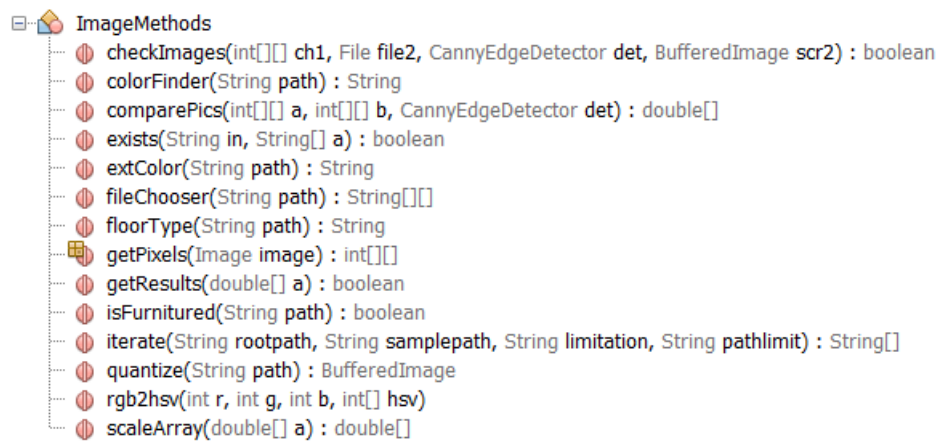 ImageMethods
checkImages(int[][] ch1, File file2, CannyEdgeDetector det, BufferedImage scr2) : boolean
colorFinder(String path) : String
comparePics(int[][] a, int[][] b, CannyEdgeDetector det) : double[]
exists(String in, String[] a) : boolean
extColor(String path) : String
fileChooser(String path) : String[][]
floorType(String path) : String
getPixels(Image image) : int[][]
getResults(double[] a) : boolean
isFurnitured(String path) : boolean
iterate(String rootpath, String samplepath, String limitation, String pathlimit) : String[]
quantize(String path) : BufferedImage
rgb2hsv(int r, int g, int b, int[] hsv)
scaleArray(double[] a) : double[]